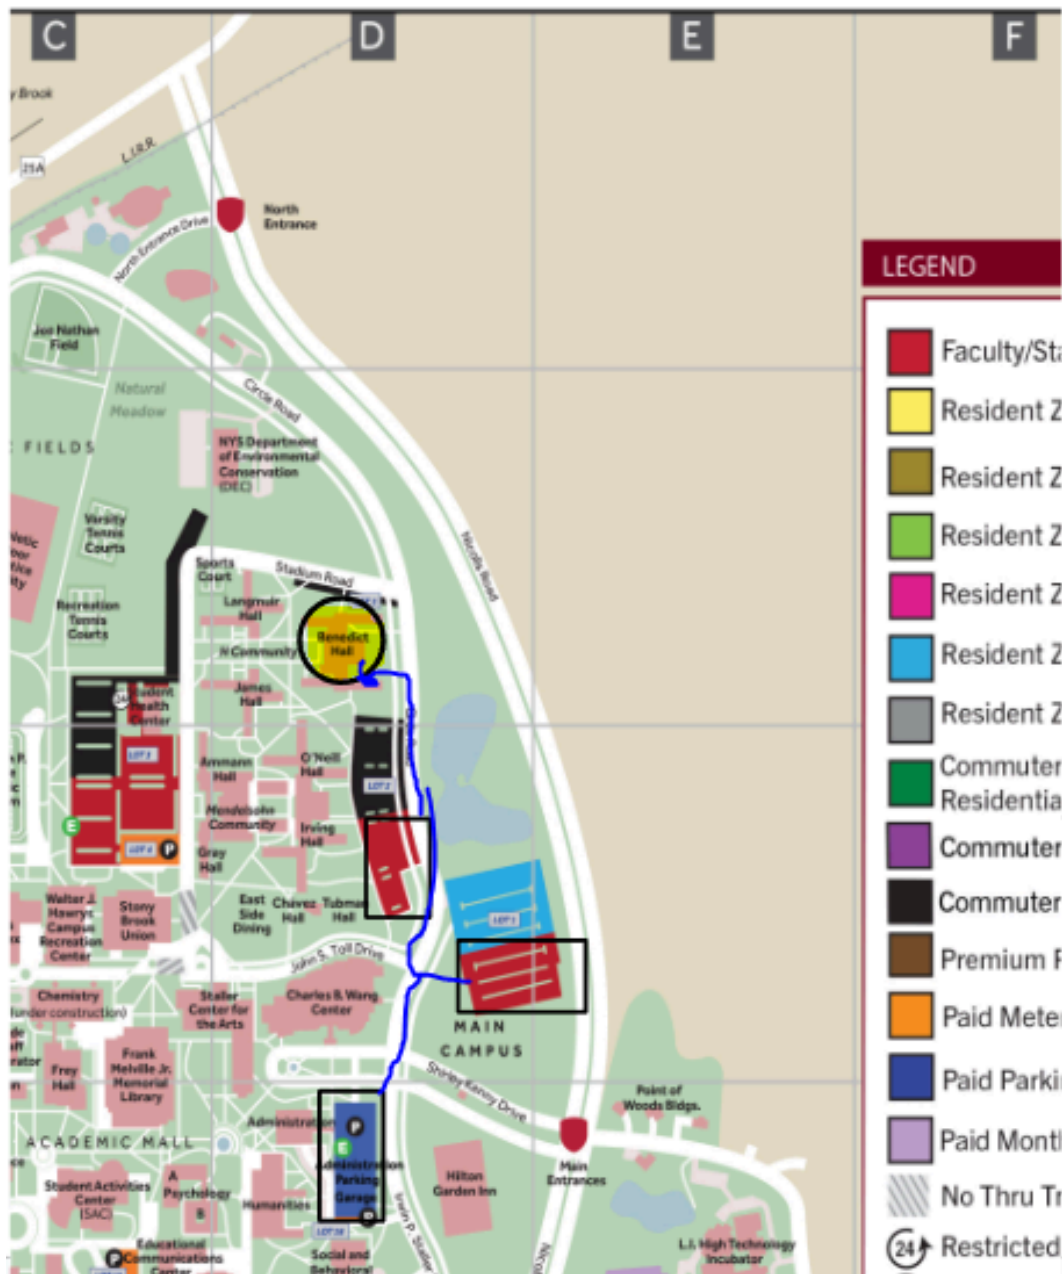 C
D
E
F
y Brook
L.I.R.R.
25A
North
Entrance
North Entrance Drive
LEGEND
Joe Nathan
Field
Faculty/Sta
Natural
Meadow
Circle Road
Resident Z
FIELDS
NYS Department
of Environmental
Conservation
(DEC)
Resident Z
Varsity
Tennis
Courts
Nicolls Road
Resident Z
Sports
Court
Stadium Road
Resident Z
Recreation
Tennis
Courts
Langmuir
Hall
Benedict
Hall
H Community
Resident Z
James
Hall
Student
Health
Center
24
Resident Z
Ammann
Hall
O'Neill
Hall
LOT 2
Commuter
Residentia
Mendelsohn
Community
Irving
Hall
E
LOT 4
P
Gray
Hall
Commuter
Walter J.
Hawrys
Campus
Recreation
Center
Stony
Brook
Union
East
Side
Dining
Chavez
Hall
Tubman
Hall
LOT 1
Commuter
John S. Toll Drive
Premium P
Chemistry
(under construction)
Staller
Center for
the Arts
Charles B. Wang
Center
MAIN
CAMPUS
Paid Mete
Frey
Hall
Frank
Melville Jr.
Memorial
Library
Shirley Kenny Drive
Point of
Woods Bldgs.
Paid Parki
ACADEMIC MALL
Administration
P
E
Administration
Parking
Garage
P
Main
Entrances
Paid Mont
Student Activities
Center
(SAC)
A
Psychology
B
Humanities
Hilton
Garden Inn
No Thru Tr
Educational
Communications
Center
P
Social and
Behavioral
L.I. High Technology
Incubator
24
Restricted